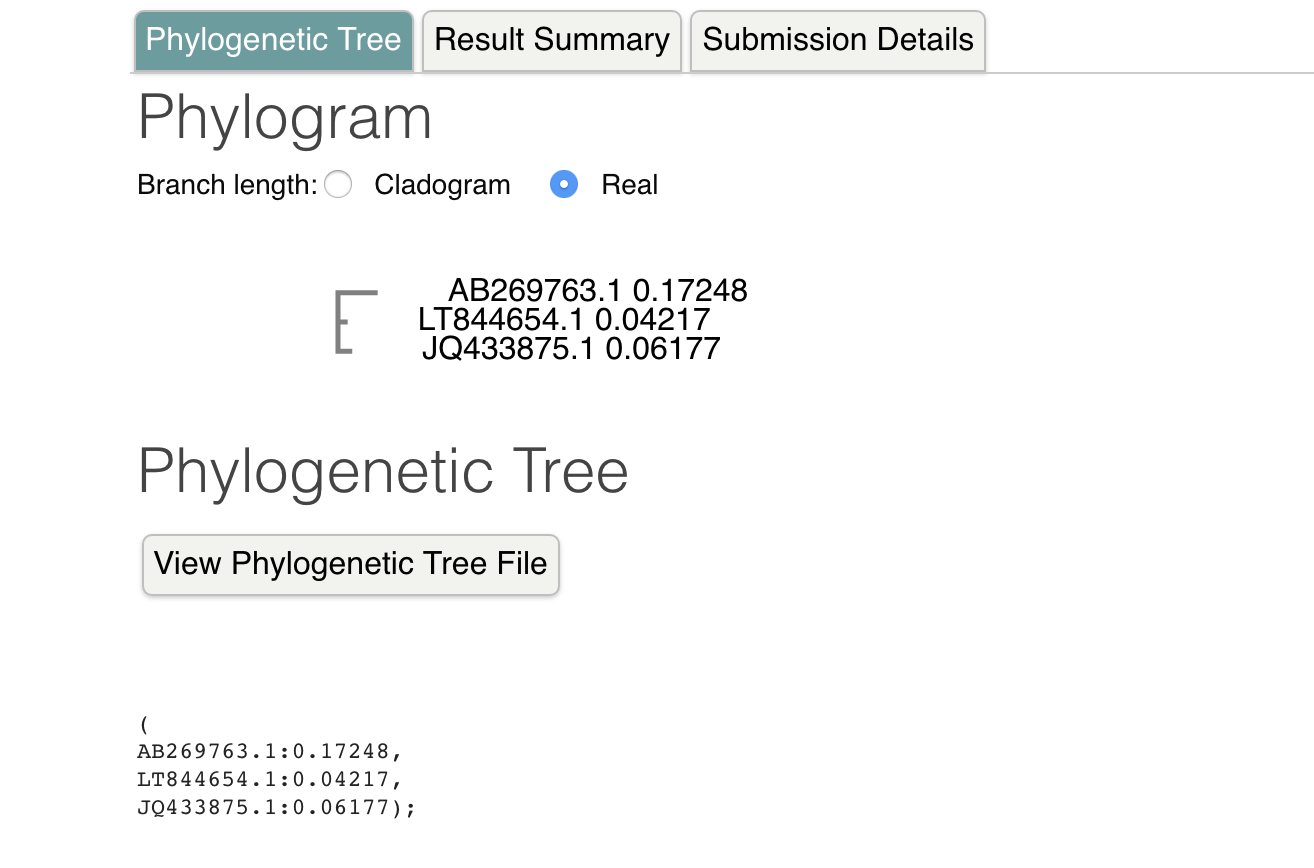 Phylogenetic Tree Result Summary Submission Details
Phylogram
Branch length: Cladogram Real
AB269763.1 0.17248
LT844654.1 0.04217
JQ433875.1 0.06177
Phylogenetic Tree
View Phylogenetic Tree File
(
AB269763.1:0.17248,
LT844654.1:0.04217,
JQ433875.1:0.06177);